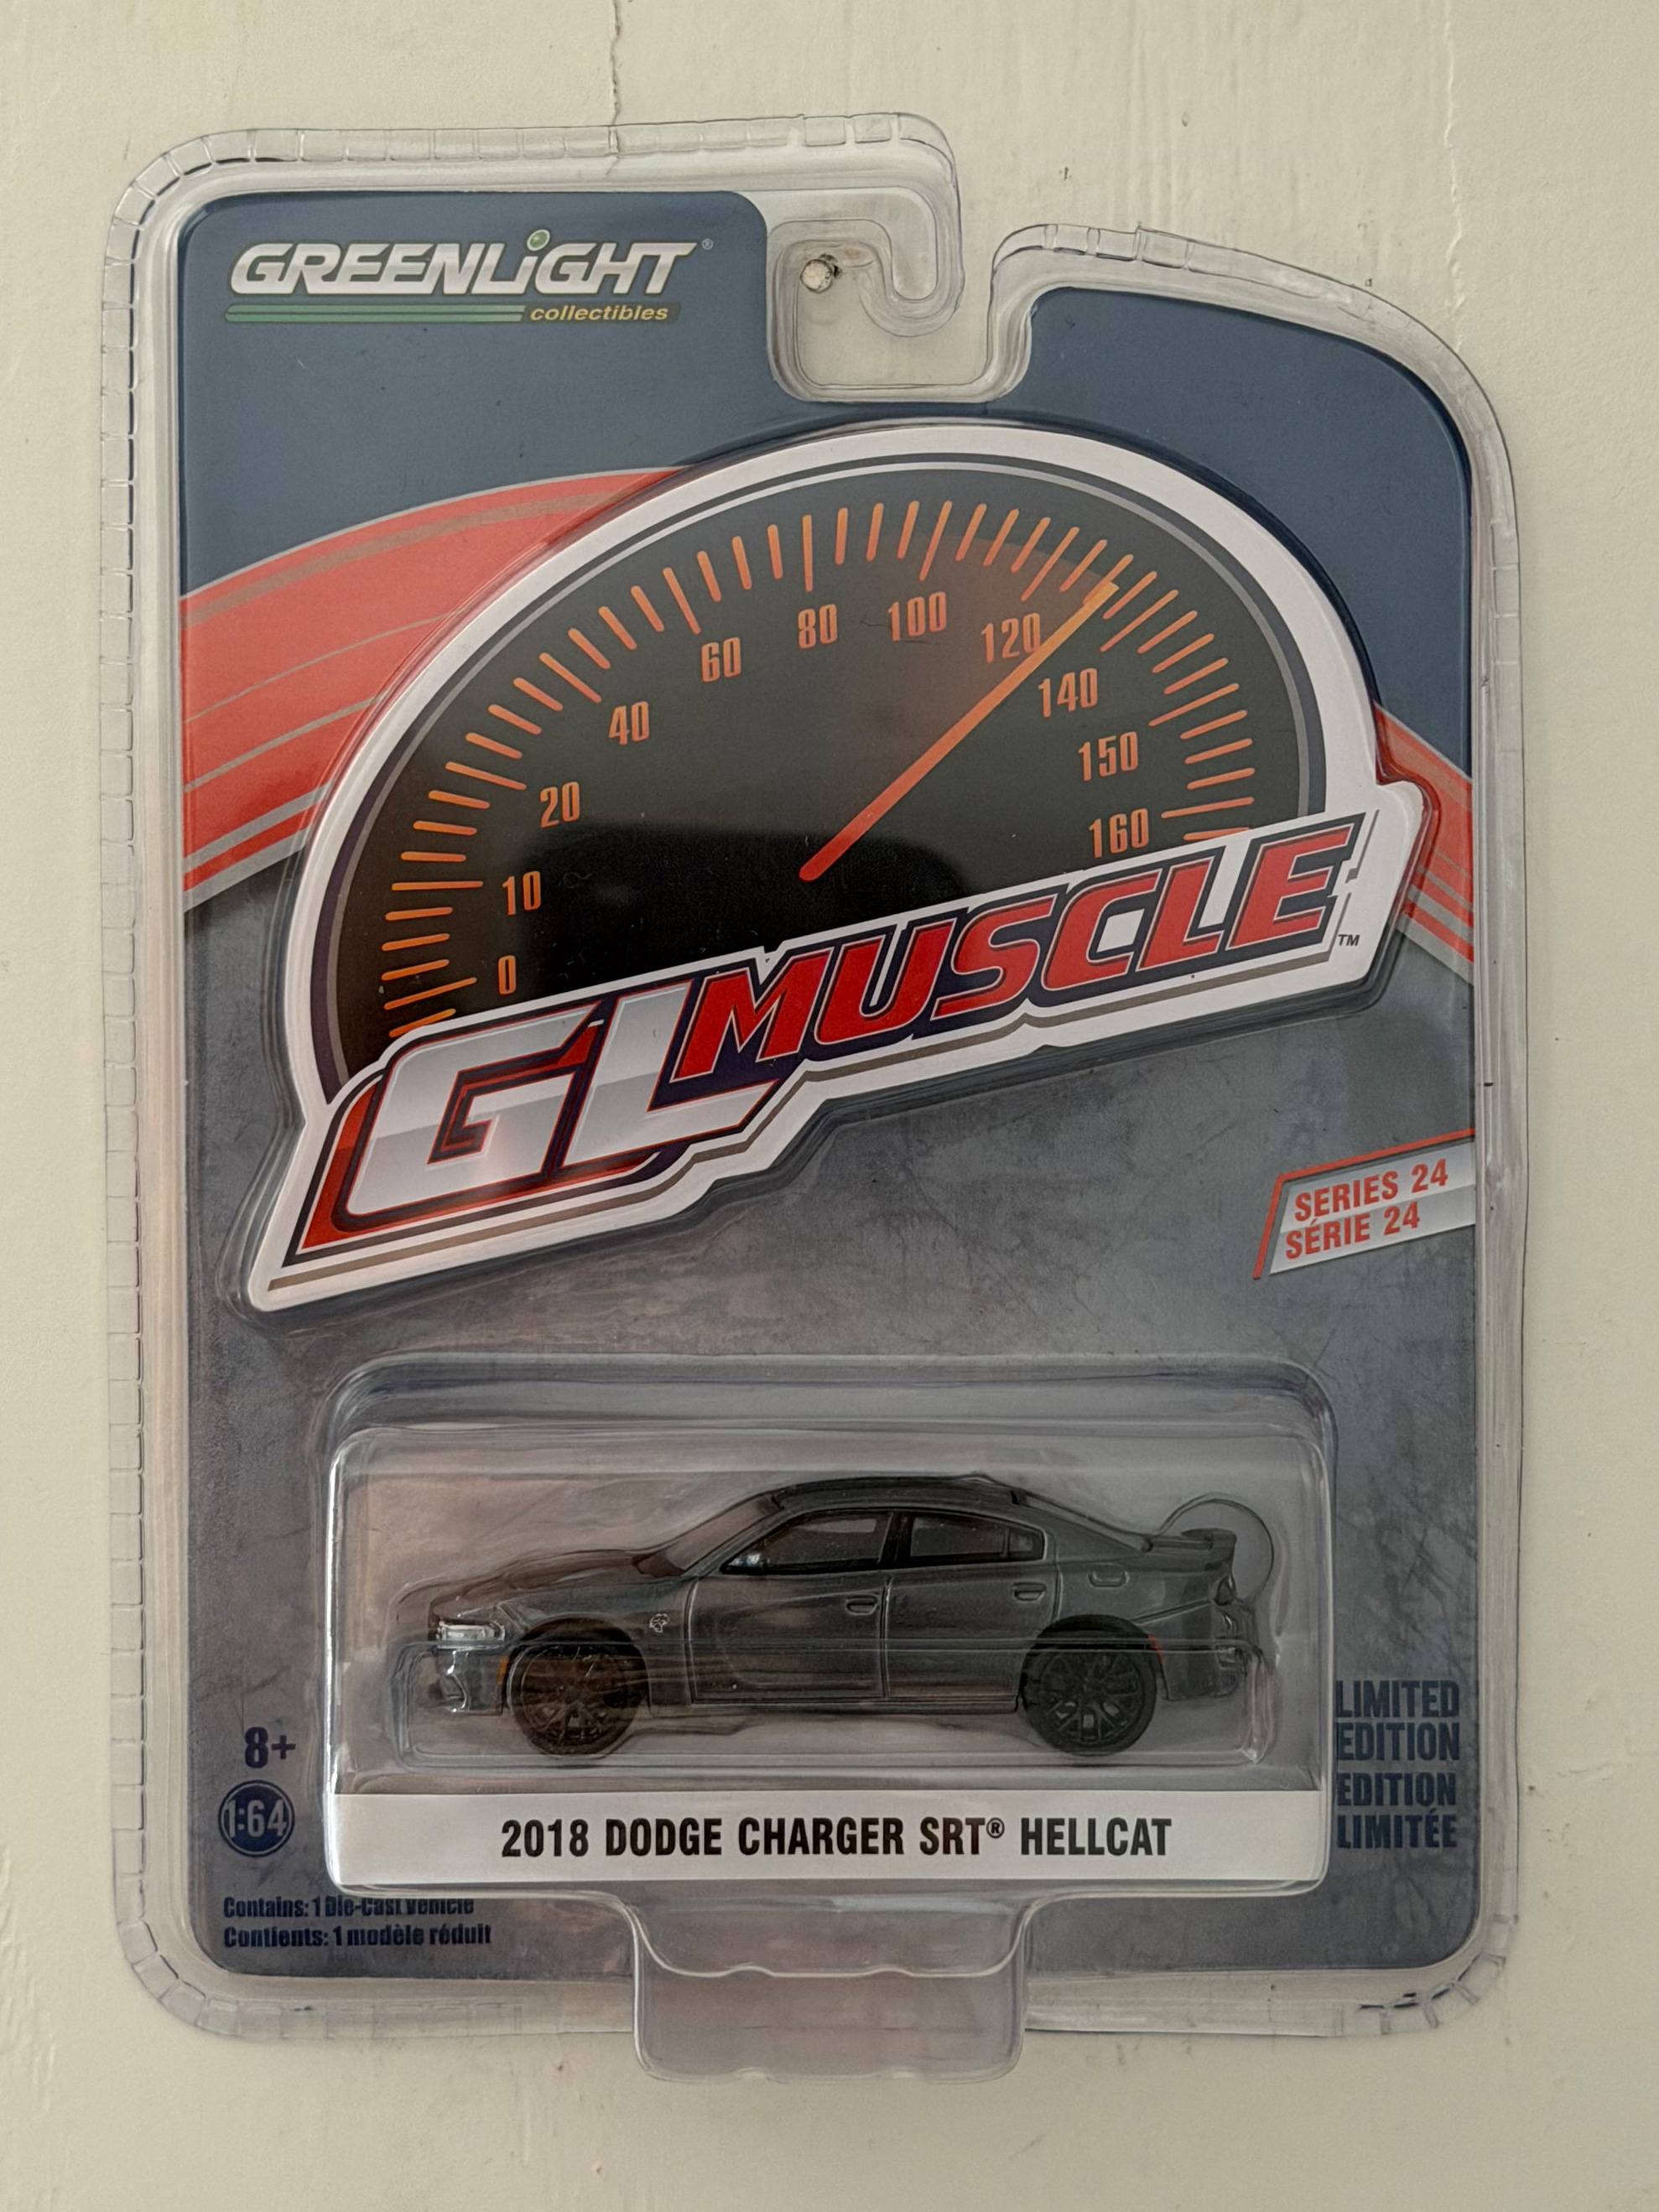 GREENLiGHT®
collectibles
0
10
20
40
60
80
100
120
140
150
160
GL MUSCLE™
SERIES 24
SÉRIE 24
8+
1:64
LIMITED
EDITION
EDITION
LIMITÉE
2018 DODGE CHARGER SRT® HELLCAT
Contains: 1 Die-Cast Vehicle
Contients: 1 modèle réduit